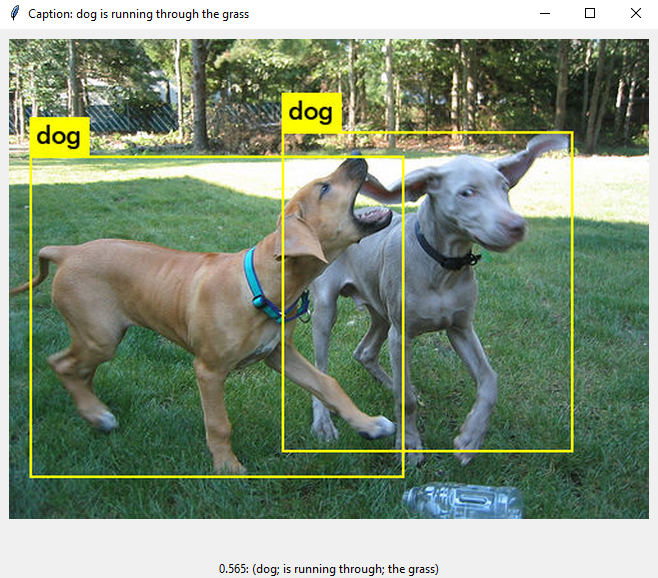 Caption: dog is running through the grass
dog
dog
0.565: (dog; is running through; the grass)